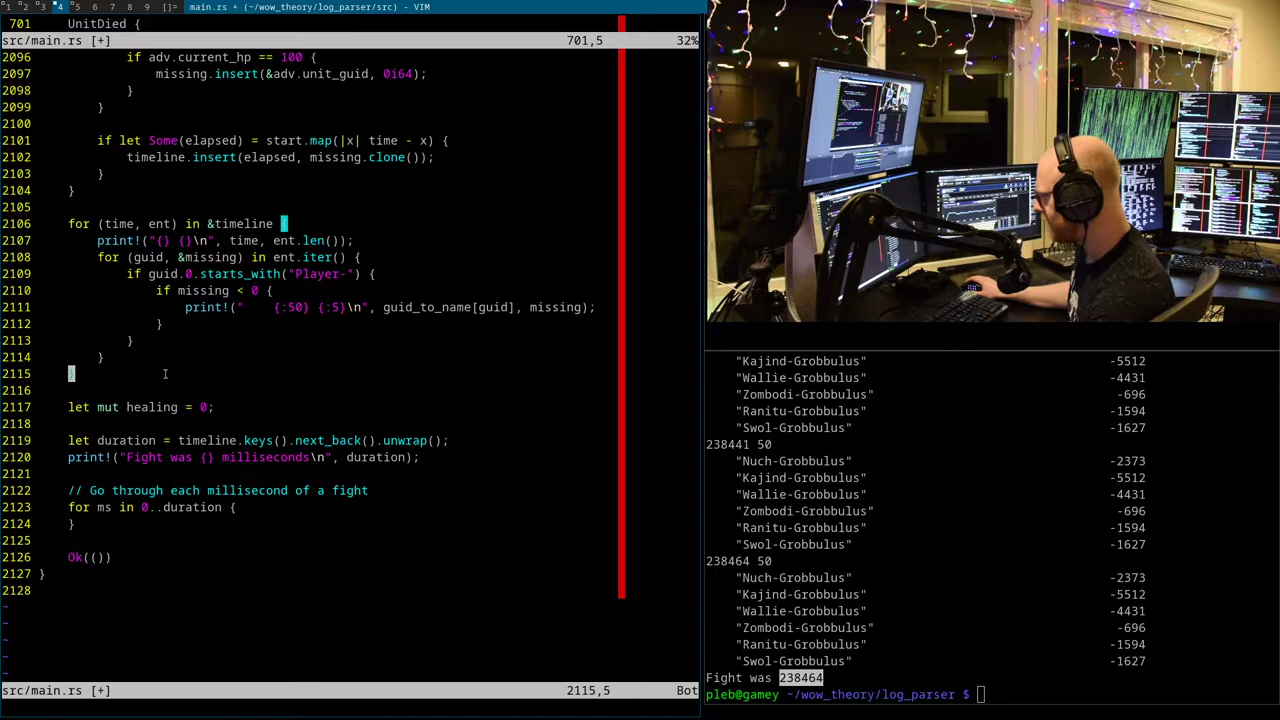 1 2 3 4 5 6 7 8 9 []= main.rs + (~/wow_theory/log_parser/src) - VIM
701     UnitDied {
src/main.rs [+] 701,5 32%
2096             if adv.current_hp == 100 {
2097                 missing.insert(&adv.unit_guid, 0i64);
2098             }
2099         }
2100
2101         if let Some(elapsed) = start.map(|x| time - x) {
2102             timeline.insert(elapsed, missing.clone());
2103         }
2104     }
2105
2106     for (time, ent) in &timeline {
2107         print!("{} {}\n", time, ent.len());
2108         for (guid, &missing) in ent.iter() {
2109             if guid.0.starts_with("Player-") {
2110                 if missing < 0 {
2111                     print!("    {:50} {:5}\n", guid_to_name[guid], missing);
2112                 }
2113             }
2114         }
2115     }
2116
2117     let mut healing = 0;
2118
2119     let duration = timeline.keys().next_back().unwrap();
2120     print!("Fight was {} milliseconds\n", duration);
2121
2122     // Go through each millisecond of a fight
2123     for ms in 0..duration {
2124     }
2125
2126     Ok(())
2127 }
2128
~
~
~
~
~
src/main.rs [+] 2115,5 Bot
"Kajind-Grobbulus" -5512
"Wallie-Grobbulus" -4431
"Zombodi-Grobbulus" -696
"Ranitu-Grobbulus" -1594
"Swol-Grobbulus" -1627
238441 50
"Nuch-Grobbulus" -2373
"Kajind-Grobbulus" -5512
"Wallie-Grobbulus" -4431
"Zombodi-Grobbulus" -696
"Ranitu-Grobbulus" -1594
"Swol-Grobbulus" -1627
238464 50
"Nuch-Grobbulus" -2373
"Kajind-Grobbulus" -5512
"Wallie-Grobbulus" -4431
"Zombodi-Grobbulus" -696
"Ranitu-Grobbulus" -1594
"Swol-Grobbulus" -1627
Fight was 238464
pleb@gamey ~/wow_theory/log_parser $